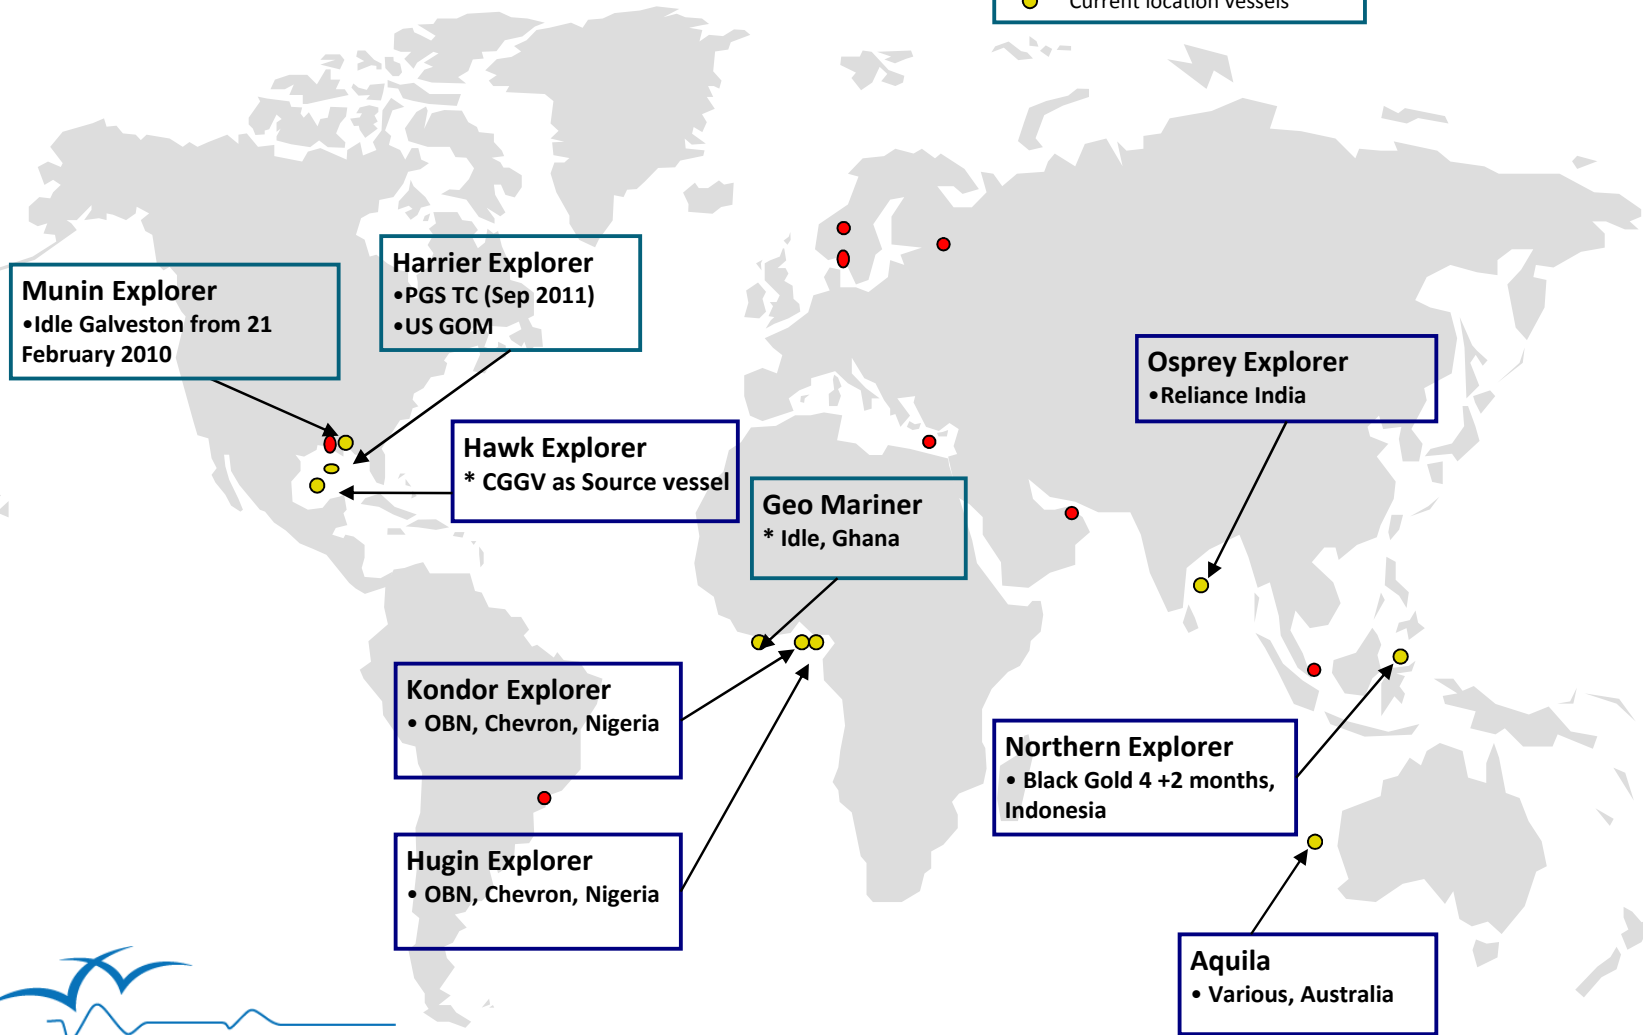 Current location vessels
Harrier Explorer
•PGS TC (Sep 2011)
•US GOM
Munin Explorer
•Idle Galveston from 21
February 2010
Osprey Explorer
•Reliance India
Hawk Explorer
* CGGV as Source vessel
Geo Mariner
* Idle, Ghana
Kondor Explorer
• OBN, Chevron, Nigeria
Northern Explorer
• Black Gold 4 +2 months,
Indonesia
Hugin Explorer
• OBN, Chevron, Nigeria
Aquila
• Various, Australia